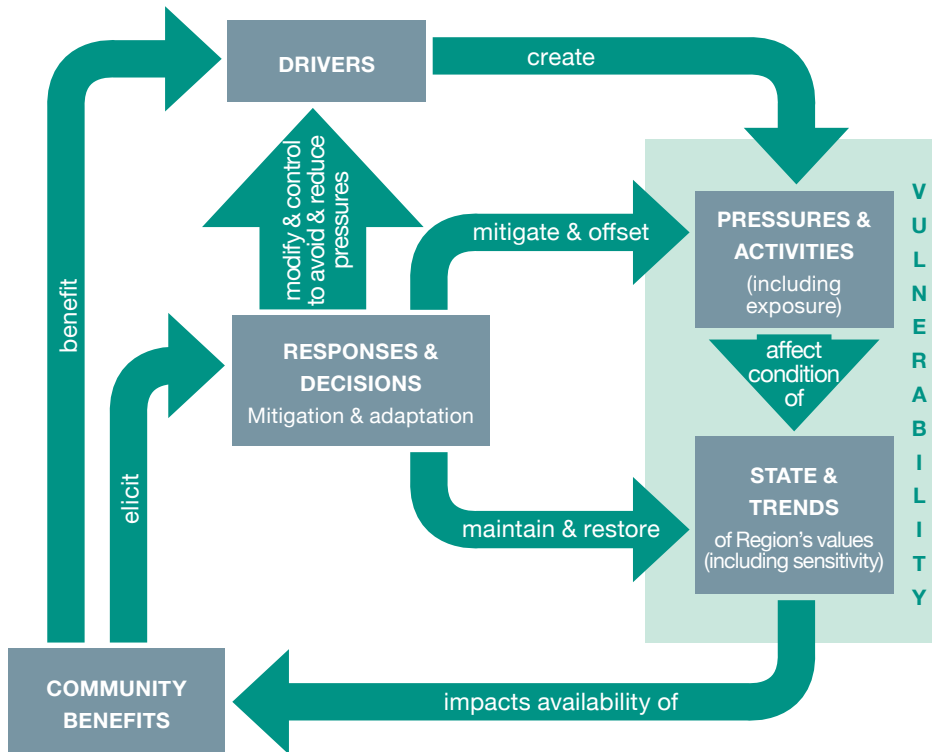 DRIVERS
create
benefit
modify & control
to avoid & reduce
pressures
mitigate & offset
PRESSURES &
ACTIVITIES
(including
exposure)
VULNERABILITY
affect
condition
of
RESPONSES &
DECISIONS
Mitigation & adaptation
elicit
maintain & restore
STATE &
TRENDS
of Region's values
(including sensitivity)
impacts availability of
COMMUNITY
BENEFITS